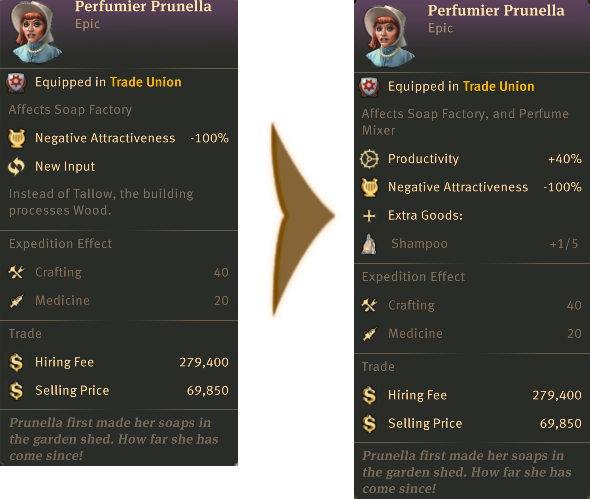 Perfumier Prunella
Epic
Equipped in Trade Union
Affects Soap Factory
Negative Attractiveness -100%
New Input
Instead of Tallow, the building
processes Wood.
Expedition Effect
Crafting 40
Medicine 20
Trade
Hiring Fee 279,400
Selling Price 69,850
Prunella first made her soaps in
the garden shed. How far she has
come since!
Perfumier Prunella
Epic
Equipped in Trade Union
Affects Soap Factory, and Perfume
Mixer
Productivity +40%
Negative Attractiveness -100%
Extra Goods:
Shampoo +1/5
Expedition Effect
Crafting 40
Medicine 20
Trade
Hiring Fee 279,400
Selling Price 69,850
Prunella first made her soaps in
the garden shed. How far she has
come since!